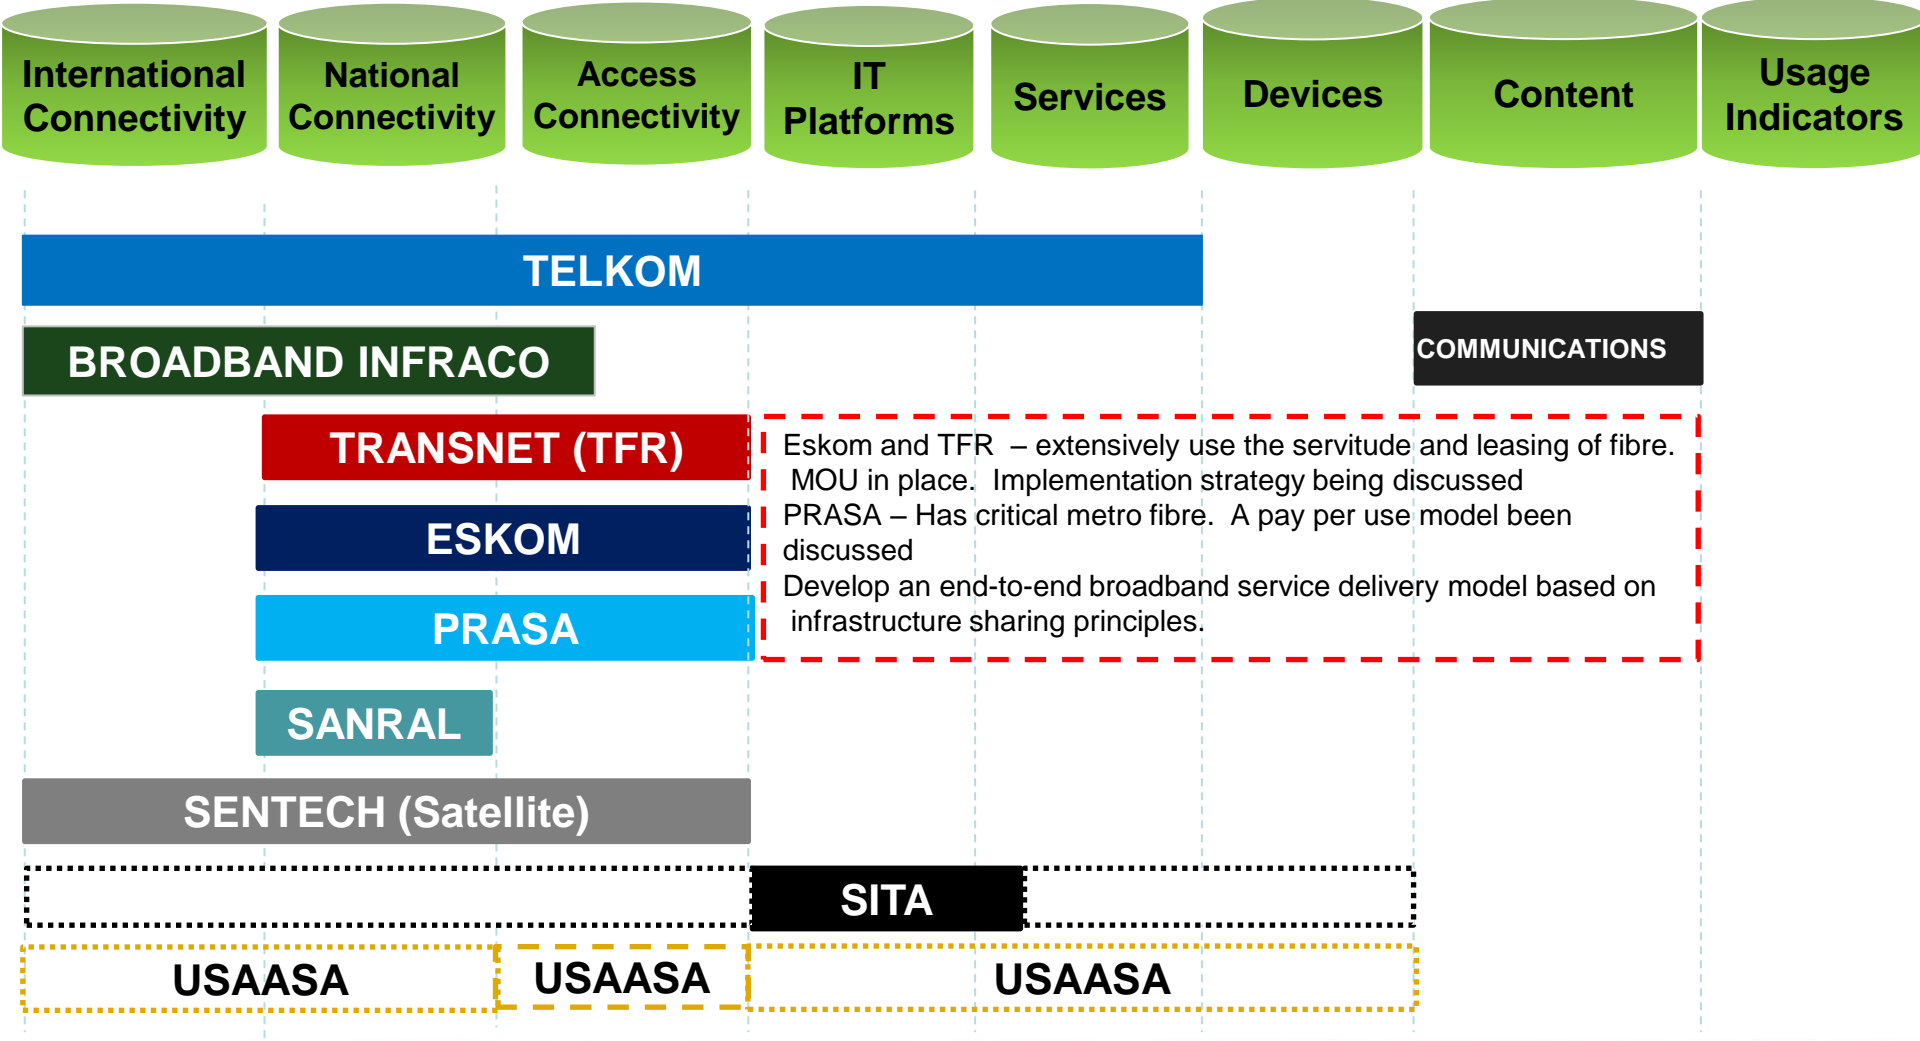 International
Connectivity
National
Connectivity
Access
Connectivity
IT
Platforms
Services
Devices
Content
Usage
Indicators
TELKOM
BROADBAND INFRACO
COMMUNICATIONS
TRANSNET (TFR)
Eskom and TFR – extensively use the servitude and leasing of fibre.
MOU in place. Implementation strategy being discussed
PRASA – Has critical metro fibre. A pay per use model been
discussed
Develop an end-to-end broadband service delivery model based on
infrastructure sharing principles.
ESKOM
PRASA
SANRAL
SENTECH (Satellite)
SITA
USAASA
USAASA
USAASA